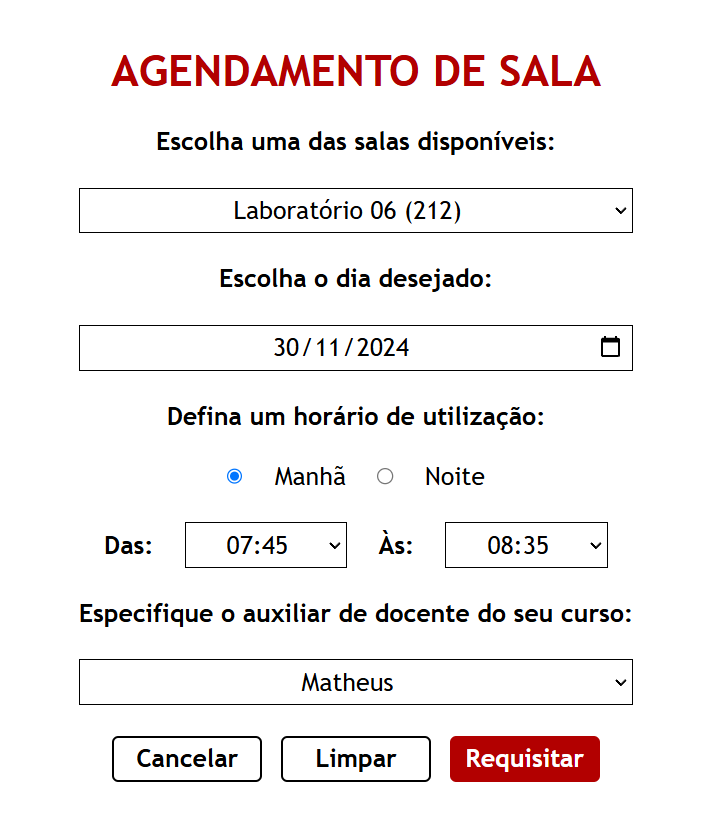 AGENDAMENTO DE SALA
Escolha uma das salas disponíveis:
Laboratório 06 (212)
Escolha o dia desejado:
30/11/2024
Defina um horário de utilização:
Manhã Noite
Das: 07:45 Às: 08:35
Especifique o auxiliar de docente do seu curso:
Matheus
Cancelar Limpar Requisitar